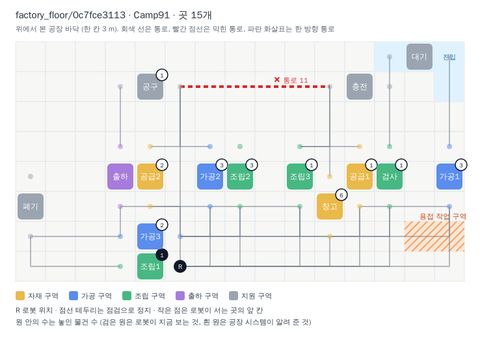 factory_floor/0c7fce3113 · Camp91 · 곳 15개
위에서 본 공장 바닥 (한 칸 3 m). 회색 선은 통로, 빨간 점선은 막힌 통로, 파란 화살표는 한 방향 통로
대기
공구 1
✕ 통로 11
충전
출하
공급2 2
가공2 3
조립2 3
조립3 1
공급1 1
검사 1
가공1 3
폐기
창고 6
용접 작업 구역
가공3 2
조립1 1
R
자재 구역
가공 구역
조립 구역
출하 구역
지원 구역
R 로봇 위치 · 점선 테두리는 점검으로 정지 · 작은 점은 로봇이 서는 곳의 앞 칸
원 안의 수는 놓인 물건 수 (검은 원은 로봇이 지금 보는 것, 흰 원은 공장 시스템이 알려 준 것)